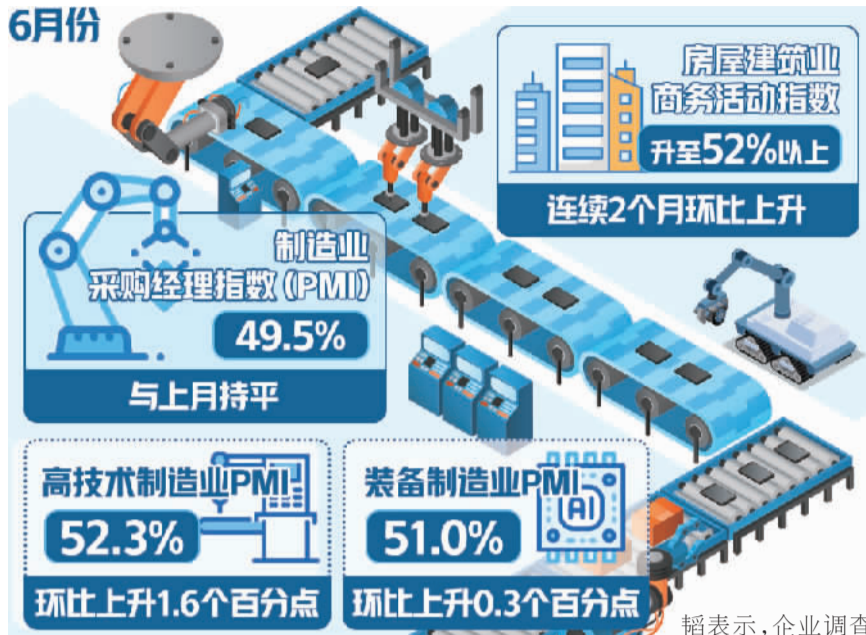 6月份
房屋建筑业
商务活动指数
升至52%以上
连续2个月环比上升
制造业
采购经理指数(PMI)
49.5%
与上月持平
高技术制造业PMI
52.3%
环比上升1.6个百分点
装备制造业PMI
51.0%
AI
环比上升0.3个百分点
韬表示,企业调查